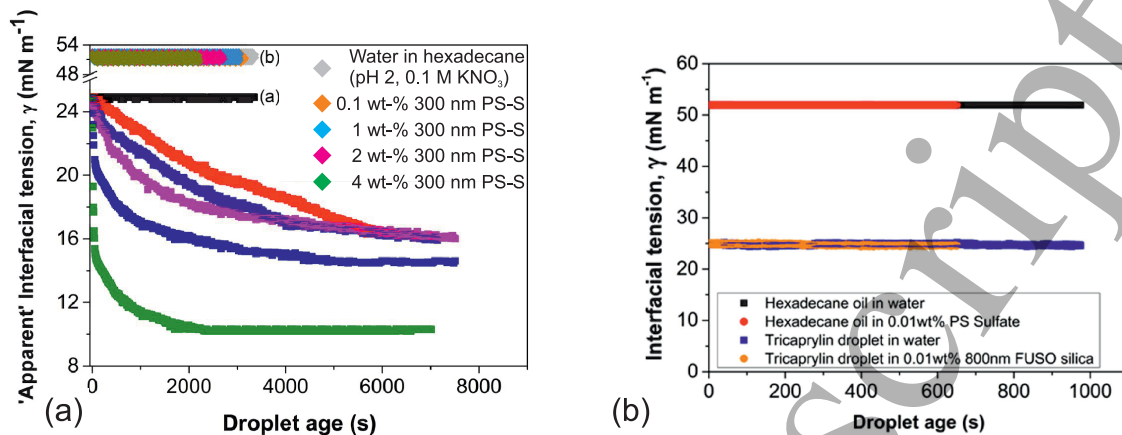 'Apparent' Interfacial tension, γ (mN m⁻¹)
54
48
24
20
16
12
8
0
2000
4000
6000
8000
Droplet age (s)
(a)
(b)
(a)
Water in hexadecane
(pH 2, 0.1 M KNO₃)
0.1 wt-% 300 nm PS-S
1 wt-% 300 nm PS-S
2 wt-% 300 nm PS-S
4 wt-% 300 nm PS-S
Interfacial tension, γ (mN m⁻¹)
60
50
40
30
20
10
0
0
200
400
600
800
1000
Droplet age (s)
(b)
Hexadecane oil in water
Hexadecane oil in 0.01wt% PS Sulfate
Tricaprylin droplet in water
Tricaprylin droplet in 0.01wt% 800nm FUSO silica
script